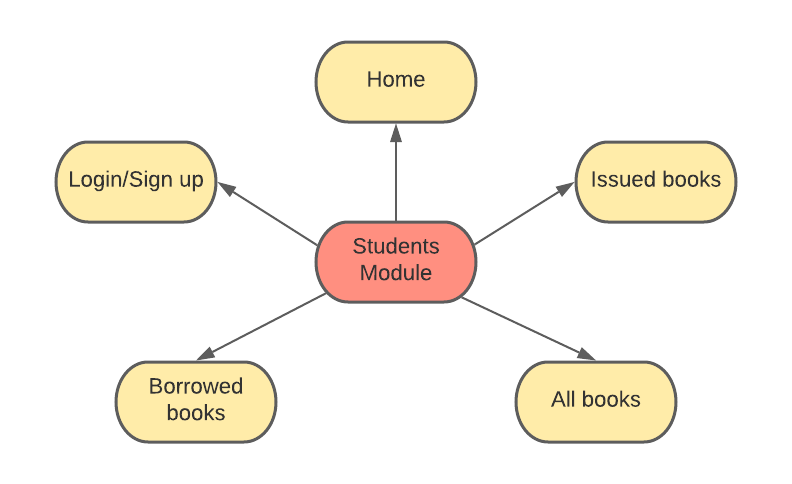 Home
Login/Sign up
Issued books
Students
Module
Borrowed
books
All books